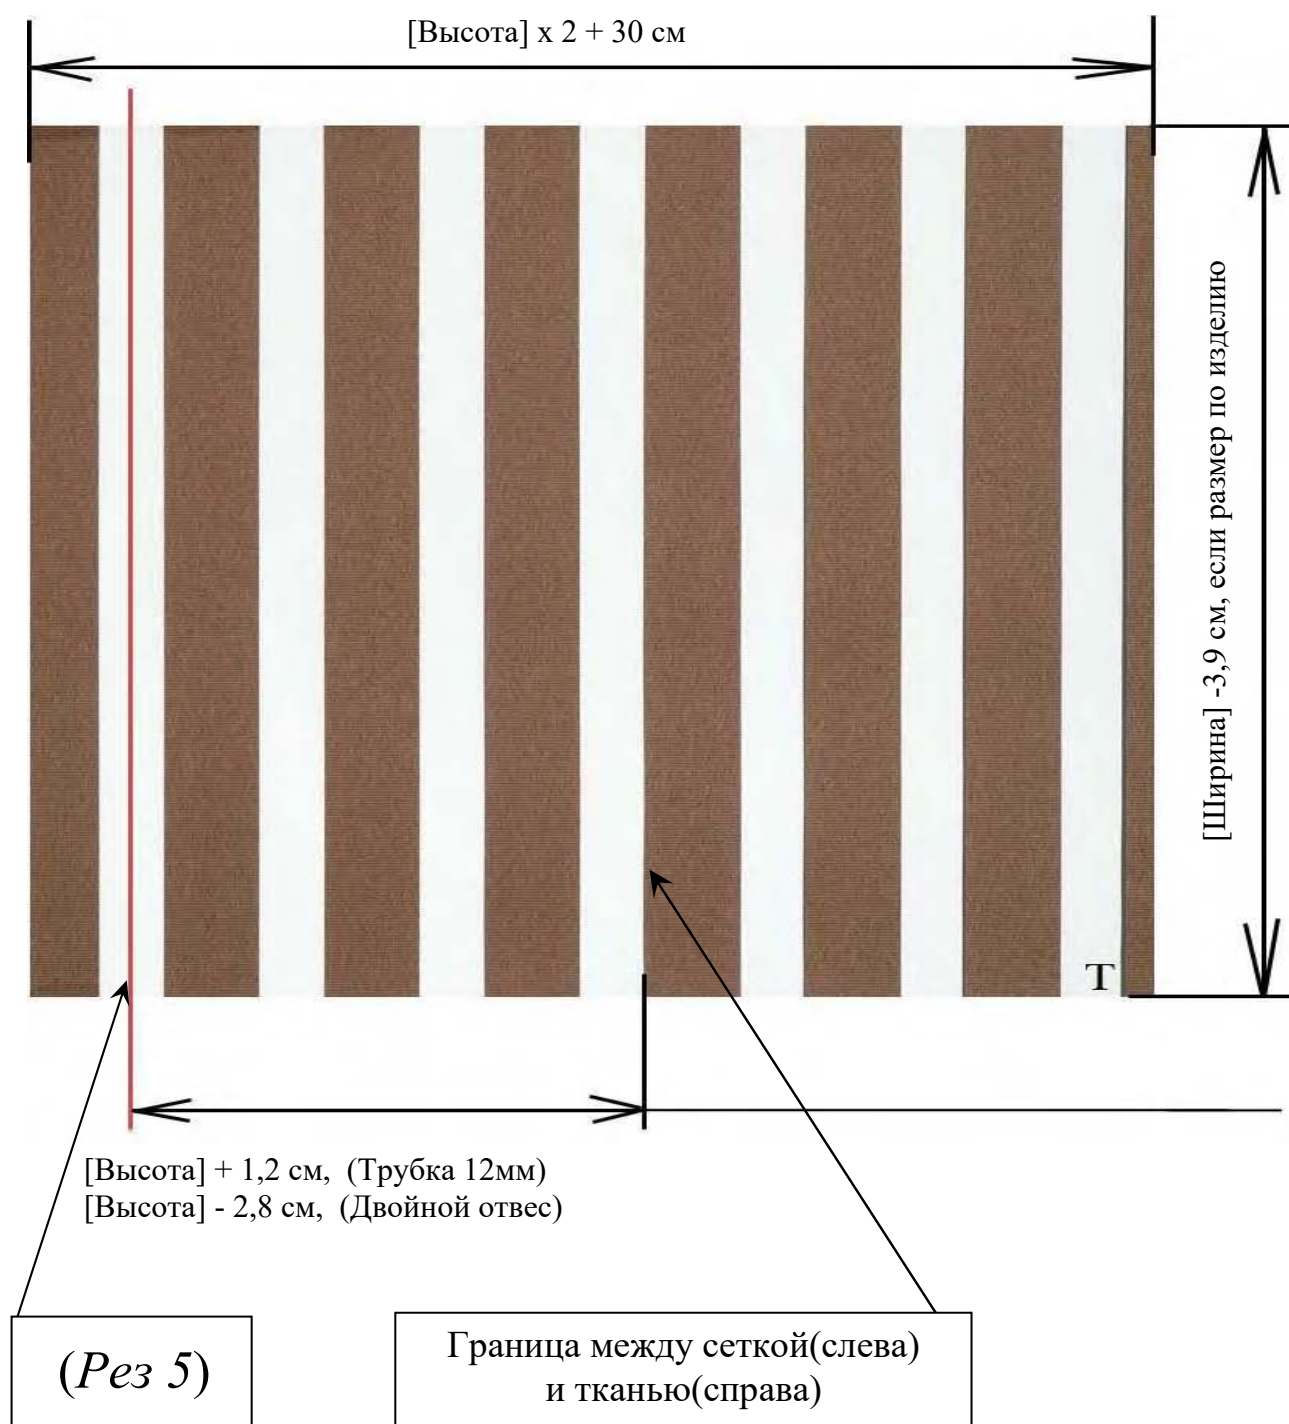 [Высота] х 2 + 30 см
[Ширина] -3,9 см, если размер по изделию
Т
[Высота] + 1,2 см, (Трубка 12мм)
[Высота] - 2,8 см, (Двойной отвес)
(Рез 5)
Граница между сеткой(слева)
и тканью(справа)